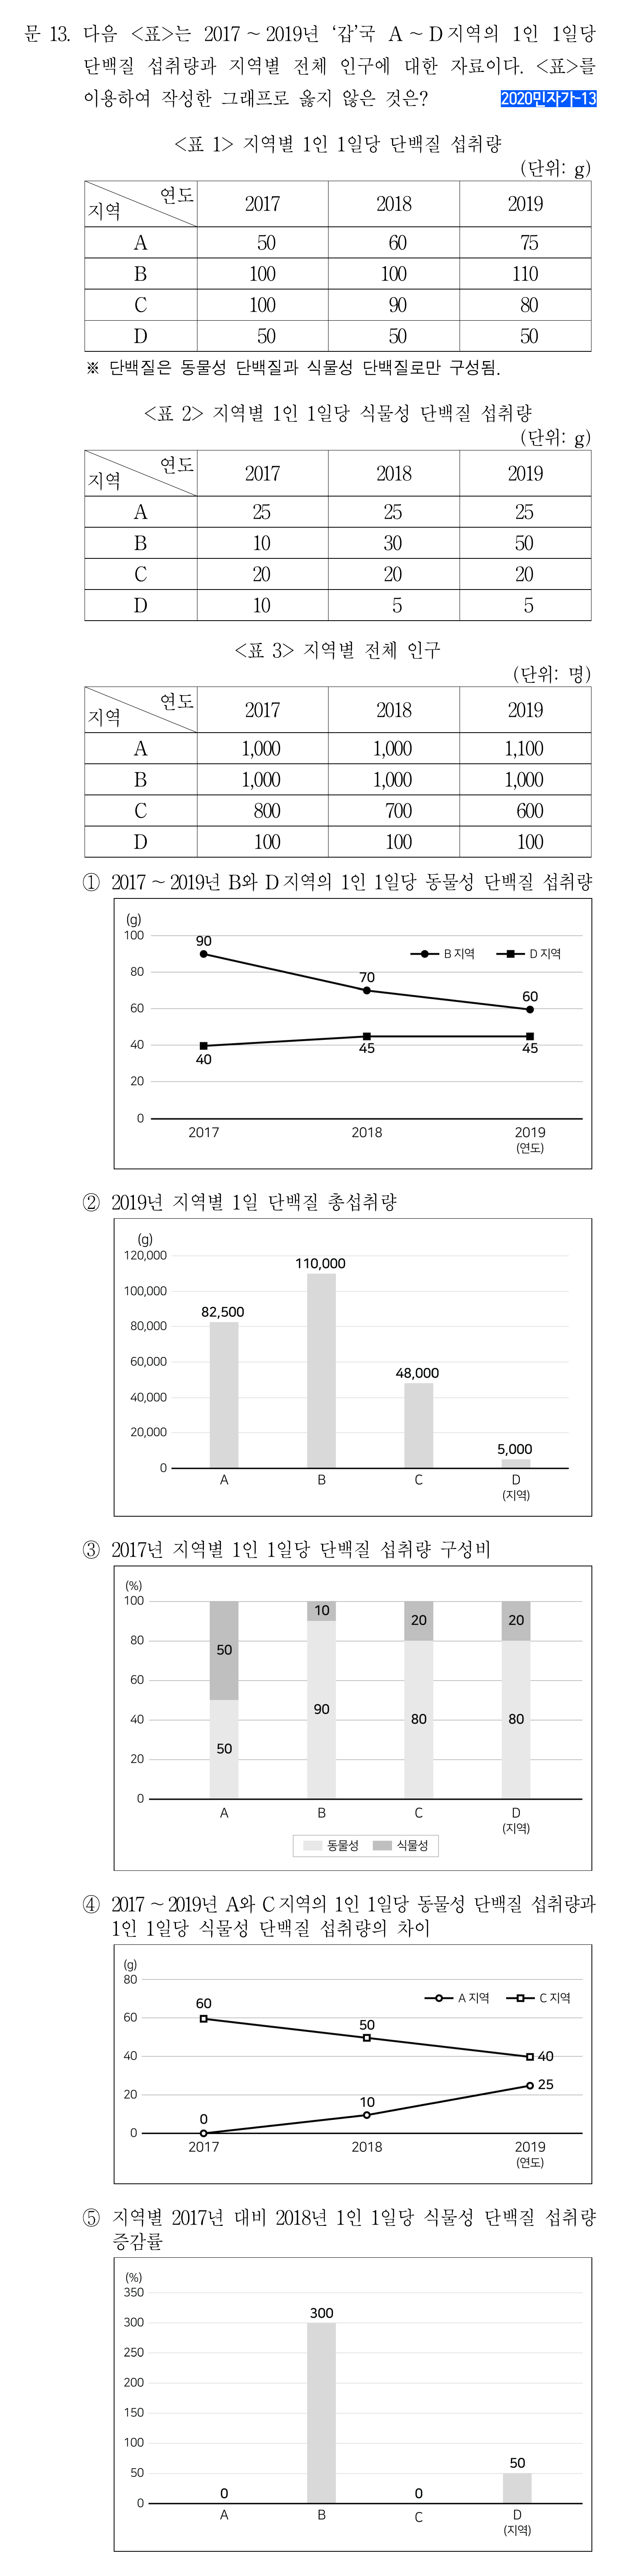 문 13. 다음 <표>는 2017 ~ 2019년 ‘갑’국 A ~ D지역의 1인 1일당
단백질 섭취량과 지역별 전체 인구에 대한 자료이다. <표>를
이용하여 작성한 그래프로 옳지 않은 것은? 2020민자가-13
<표 1> 지역별 1인 1일당 단백질 섭취량
(단위: g)
지역 연도 2017 2018 2019
A 50 60 75
B 100 100 110
C 100 90 80
D 50 50 50
※ 단백질은 동물성 단백질과 식물성 단백질로만 구성됨.
<표 2> 지역별 1인 1일당 식물성 단백질 섭취량
(단위: g)
지역 연도 2017 2018 2019
A 25 25 25
B 10 30 50
C 20 20 20
D 10 5 5
<표 3> 지역별 전체 인구
(단위: 명)
지역 연도 2017 2018 2019
A 1,000 1,000 1,100
B 1,000 1,000 1,000
C 800 700 600
D 100 100 100
① 2017 ~ 2019년 B와 D지역의 1인 1일당 동물성 단백질 섭취량
(g)
100
90
B 지역 D 지역
80
70
60
60
40
40
45
45
20
0
2017 2018 2019
(연도)
② 2019년 지역별 1일 단백질 총섭취량
(g)
120,000
110,000
100,000
82,500
80,000
60,000
48,000
40,000
20,000
5,000
0
A B C D
(지역)
③ 2017년 지역별 1인 1일당 단백질 섭취량 구성비
(%)
100
10
20 20
80
50
60
90
80 80
40
50
20
0
A B C D
(지역)
동물성 식물성
④ 2017 ~ 2019년 A와 C지역의 1인 1일당 동물성 단백질 섭취량과
1인 1일당 식물성 단백질 섭취량의 차이
(g)
80
A 지역 C 지역
60
60
50
40
40
25
20
10
0
0
2017 2018 2019
(연도)
⑤ 지역별 2017년 대비 2018년 1인 1일당 식물성 단백질 섭취량
증감률
(%)
350
300
300
250
200
150
100
50
50
0
0 0
A B C D
(지역)